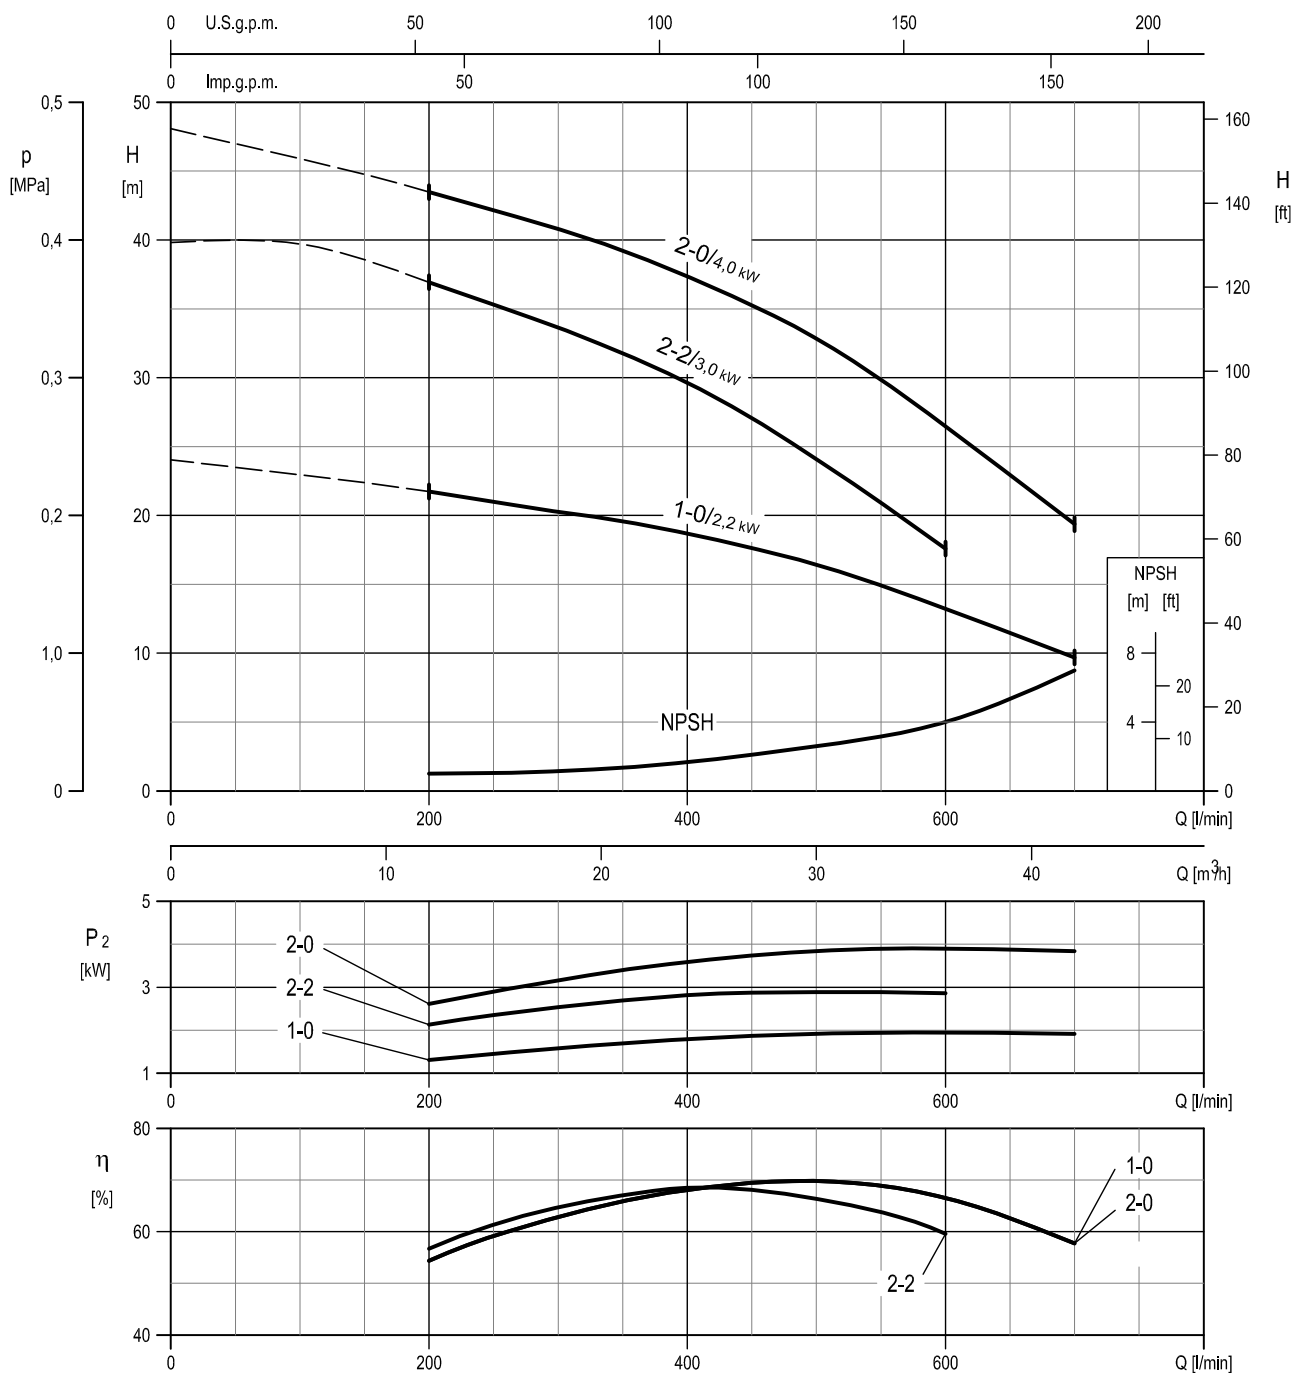 0 U.S.g.p.m. 50 100 150 200
0 Imp.g.p.m. 50 100 150
p
[MPa]
0,5
0,4
0,3
0,2
1,0
0
H
[m]
50
40
30
20
10
0
H
[ft]
160
140
120
100
80
60
40
20
0
2-0/4,0 kW
2-2/3,0 kW
1-0/2,2 kW
NPSH
NPSH
[m] [ft]
8
4
20
10
200 400 600 Q [l/min]
0 10 20 30 40 Q [m³/h]
P2
[kW]
5
3
1
2-0
2-2
1-0
0 200 400 600 Q [l/min]
η
[%]
80
60
40
1-0
2-0
2-2
0 200 400 600 Q [l/min]